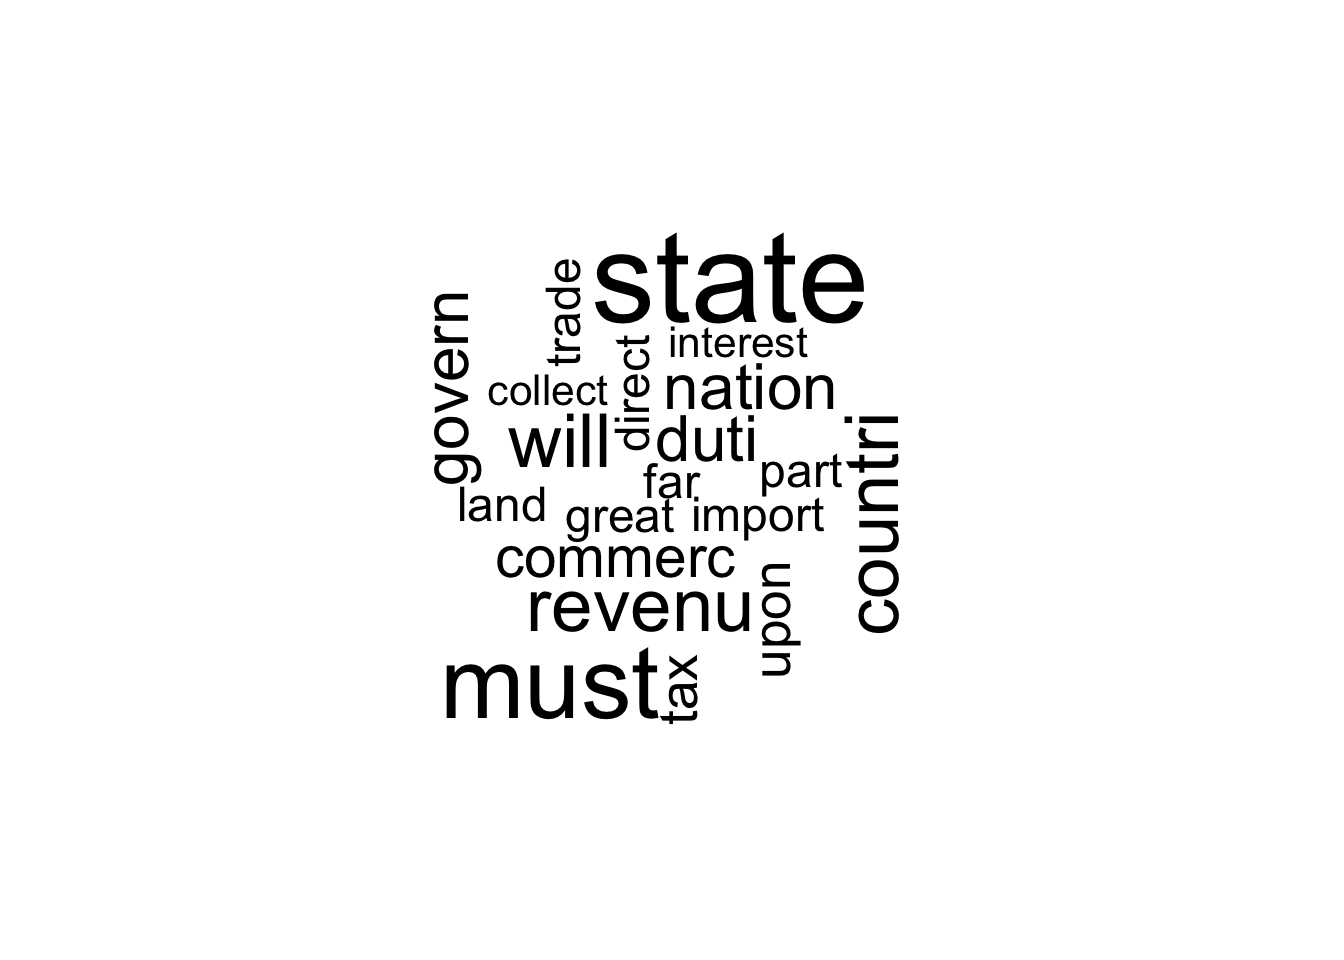 state
trade
govern
interest
direct
collect
nation
will
duti
countri
part
far
land
great
import
commerc
upon
revenu
must
tax